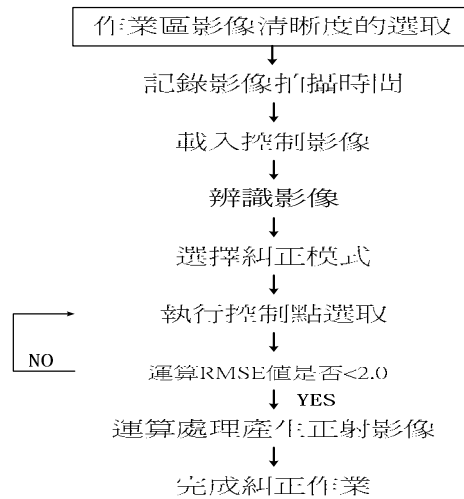 作業區影像清晰度的選取
記錄影像拍攝時間
載入控制影像
辨識影像
選擇糾正模式
執行控制點選取
NO
運算RMSE值是否<2.0
YES
運算處理產生正射影像
完成糾正作業